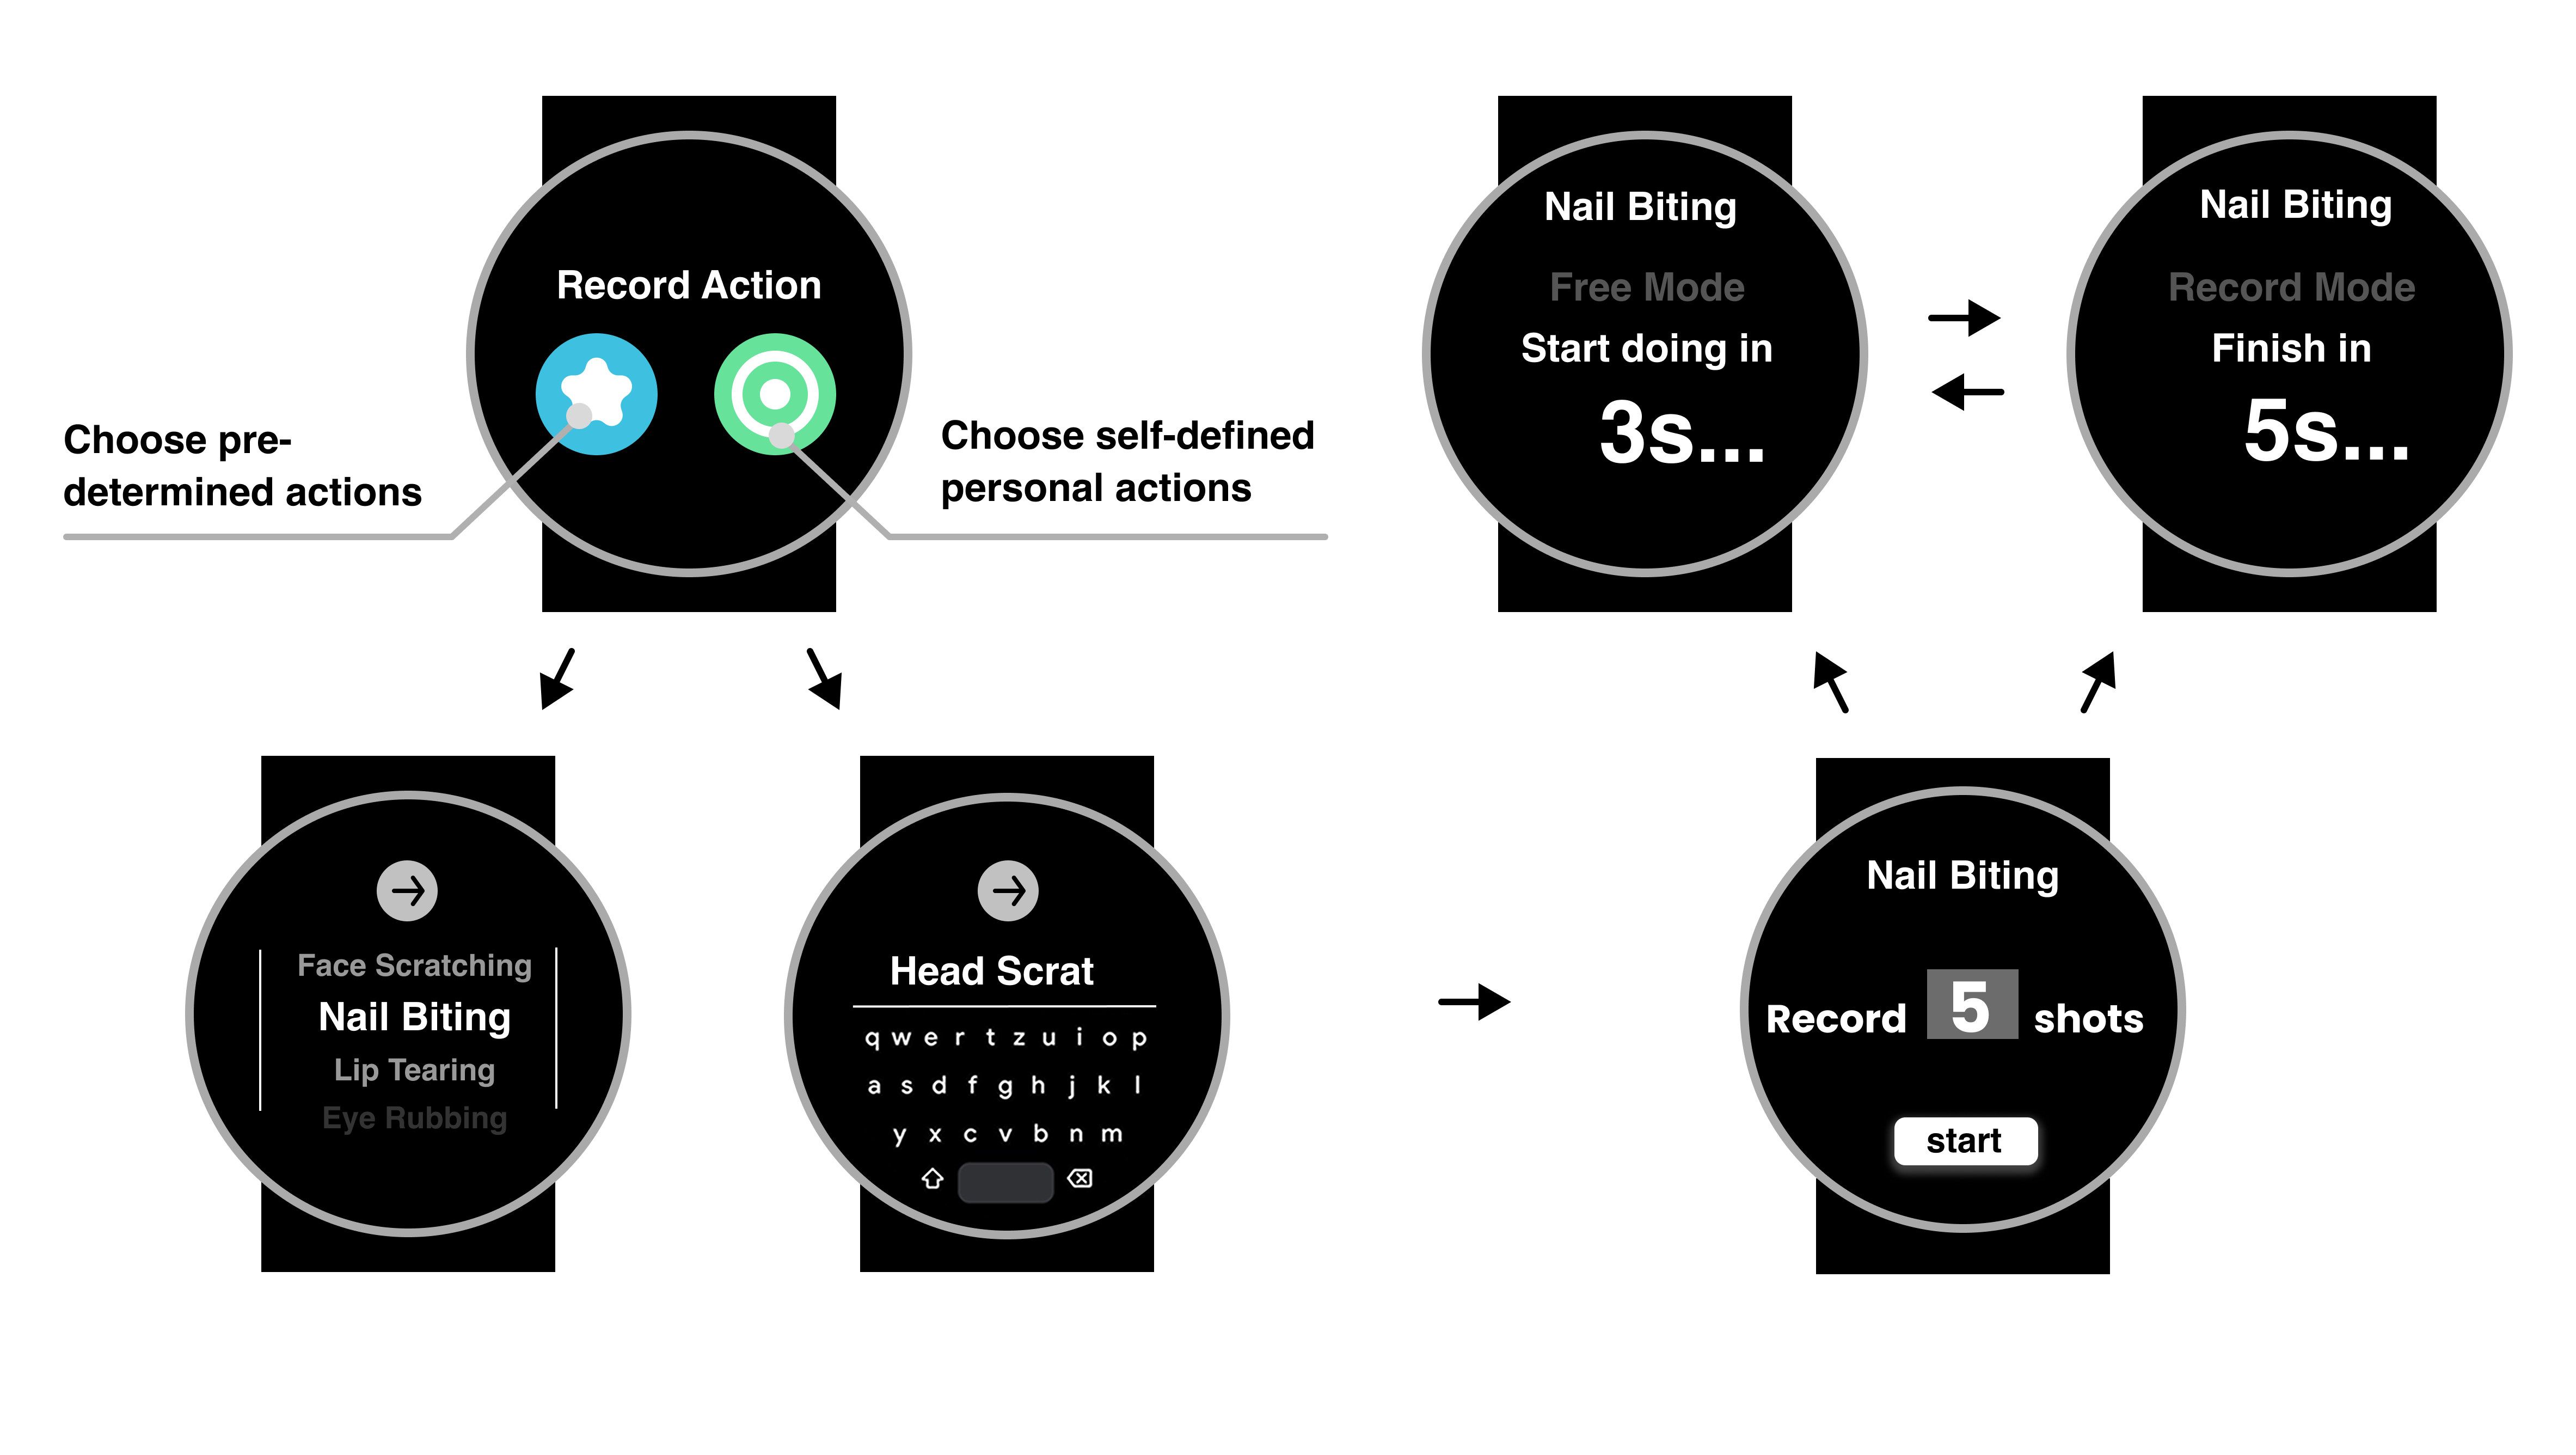 Record Action
Choose pre-
determined actions
Choose self-defined
personal actions
Face Scratching
Nail Biting
Lip Tearing
Eye Rubbing
Head Scrat
q w e r t z u i o p
a s d f g h j k l
y x c v b n m
Nail Biting
Record 5 shots
start
Nail Biting
Free Mode
Start doing in
3s...
Nail Biting
Record Mode
Finish in
5s...